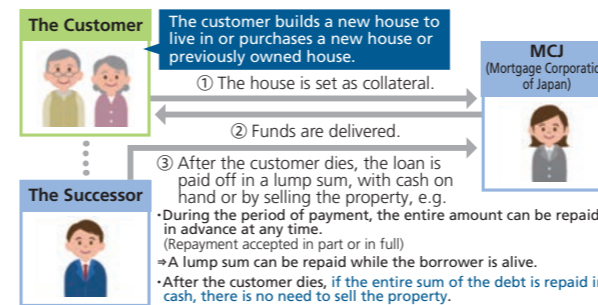 The Customer
The customer builds a new house to
live in or purchases a new house or
previously owned house.
MCJ
(Mortgage Corporatio
of Japan)
① The house is set as collateral.
② Funds are delivered.
③ After the customer dies, the loan is
paid off in a lump sum, with cash on
hand or by selling the property, e.g.
The Successor
・During the period of payment, the entire amount can be repaid
in advance at any time.
(Repayment accepted in part or in full)
⇒A lump sum can be repaid while the borrower is alive.
・After the customer dies, if the entire sum of the debt is repaid in
cash, there is no need to sell the property.